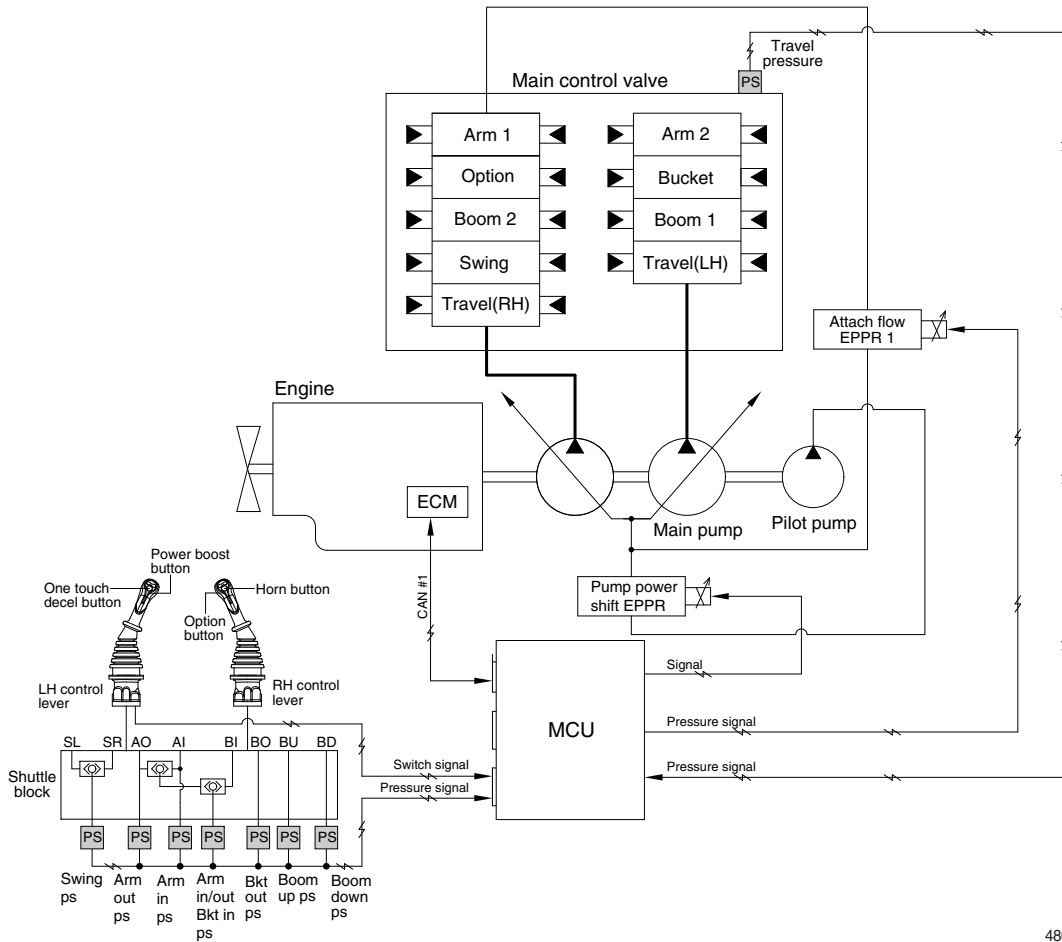 Travel
pressure
PS
Main control valve
Arm 1
Option
Boom 2
Swing
Travel(RH)
Arm 2
Bucket
Boom 1
Travel(LH)
Attach flow
EPPR 1
Engine
ECM
Main pump
Pilot pump
CAN #1
Pump power
shift EPPR
Power boost
button
One touch
decel button
Horn button
Option
button
LH control
lever
RH control
lever
Signal
MCU
Pressure signal
Pressure signal
Switch signal
Pressure signal
SL SR AO AI BI BO BU BD
Shuttle
block
PS PS PS PS PS PS PS
Swing
ps
Arm
out
ps
Arm
in
ps
Arm
in/out
Bkt in
ps
Bkt
out
ps
Boom
up ps
Boom
down
ps
48